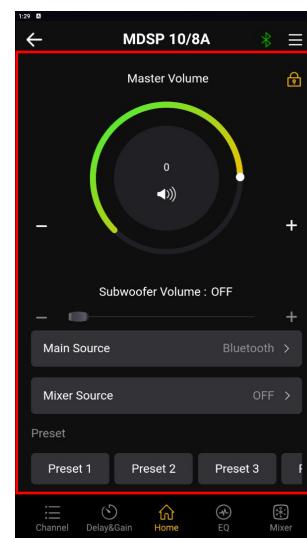 1:29
MDSP 10/8A
Master Volume
0
Subwoofer Volume : OFF
Main Source Bluetooth
Mixer Source OFF
Preset
Preset 1 Preset 2 Preset 3
Channel Delay&Gain Home EQ Mixer